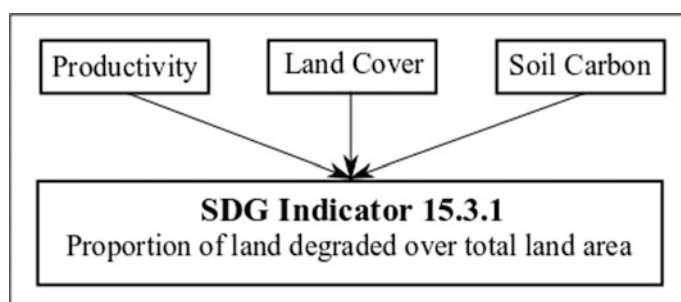 Productivity
Land Cover
Soil Carbon
SDG Indicator 15.3.1
Proportion of land degraded over total land area